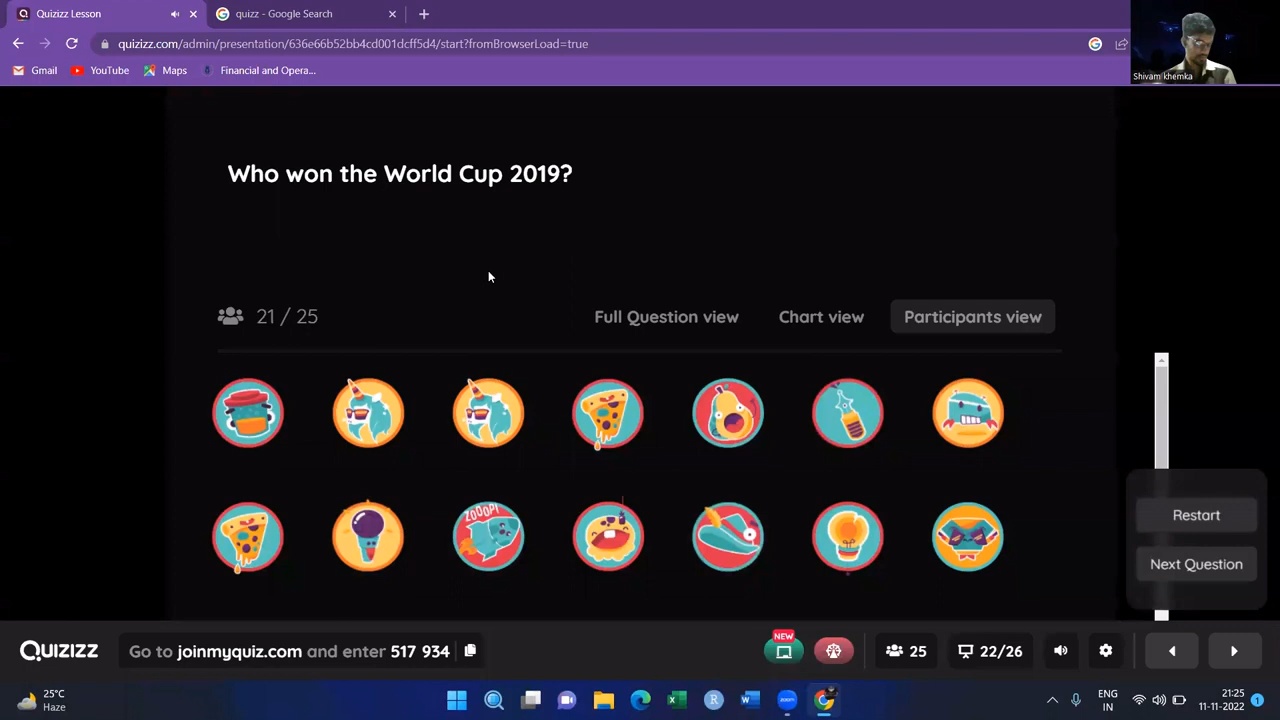 Quizizz Lesson
quizz - Google Search
quizizz.com/admin/presentation/636e66b52bb4cd001dcff5d4/start?fromBrowserLoad=true
Gmail
YouTube
Maps
Financial and Opera...
Shivam khemka
Who won the World Cup 2019?
21 / 25
Full Question view
Chart view
Participants view
ZOOOP!
Restart
Next Question
Quizizz
Go to joinmyquiz.com and enter 517 934
NEW
25
22/26
25°C
Haze
ENG
IN
21:25
11-11-2022